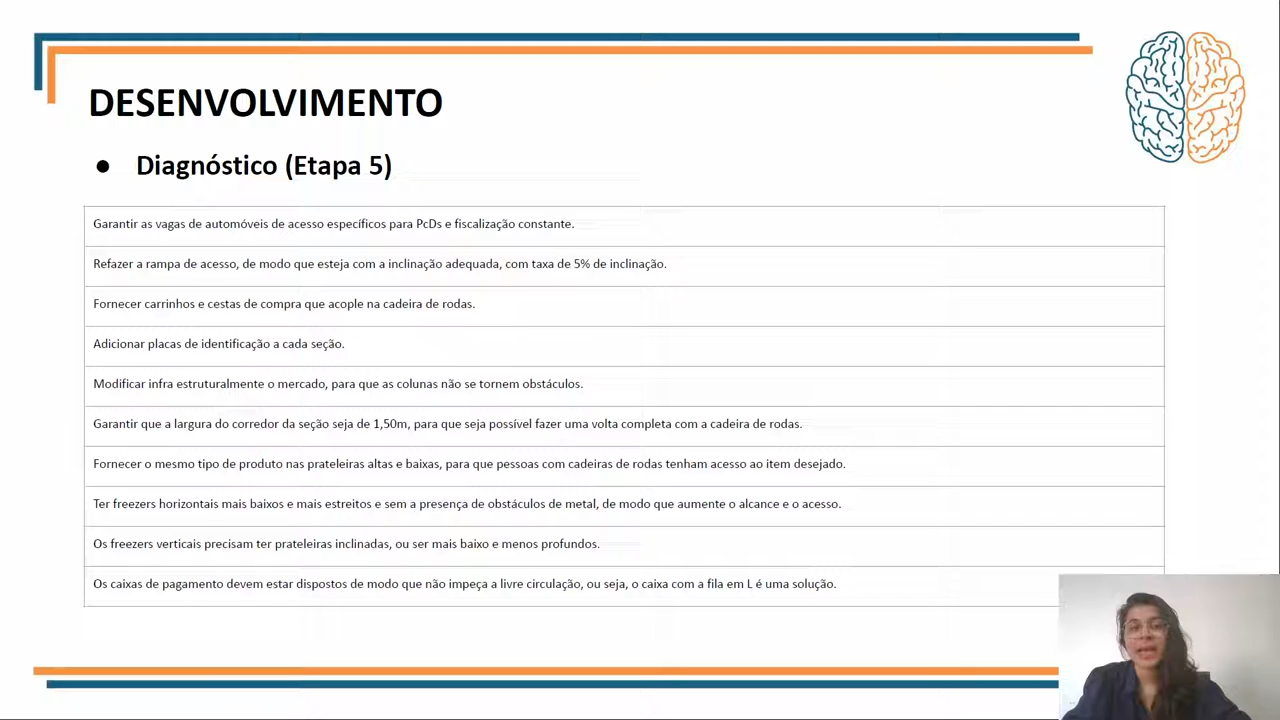 DESENVOLVIMENTO
● Diagnóstico (Etapa 5)
Garantir as vagas de automóveis de acesso específicos para PcDs e fiscalização constante.
Refazer a rampa de acesso, de modo que esteja com a inclinação adequada, com taxa de 5% de inclinação.
Fornecer carrinhos e cestas de compra que acople na cadeira de rodas.
Adicionar placas de identificação a cada seção.
Modificar infra estruturalmente o mercado, para que as colunas não se tornem obstáculos.
Garantir que a largura do corredor da seção seja de 1,50m, para que seja possível fazer uma volta completa com a cadeira de rodas.
Fornecer o mesmo tipo de produto nas prateleiras altas e baixas, para que pessoas com cadeiras de rodas tenham acesso ao item desejado.
Ter freezers horizontais mais baixos e mais estreitos e sem a presença de obstáculos de metal, de modo que aumente o alcance e o acesso.
Os freezers verticais precisam ter prateleiras inclinadas, ou ser mais baixo e menos profundos.
Os caixas de pagamento devem estar dispostos de modo que não impeça a livre circulação, ou seja, o caixa com a fila em L é uma solução.